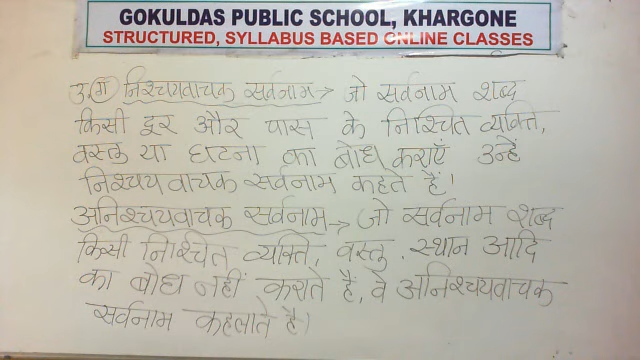 GOKULDAS PUBLIC SCHOOL, KHARGONE
STRUCTURED, SYLLABUS BASED ONLINE CLASSES
उ. ग निश्चयवाचक सर्वनाम → जो सर्वनाम शब्द
किसी दूर और पास के निश्चित व्यक्ति,
वस्तु या घटना का बोध कराएँ उन्हें
निश्चयवाचक सर्वनाम कहते हैं।
अनिश्चयवाचक सर्वनाम → जो सर्वनाम शब्द
किसी निश्चित व्यक्ति, वस्तु, स्थान आदि
का बोध नहीं कराते है, वे अनिश्चयवाचक
सर्वनाम कहलाते है।